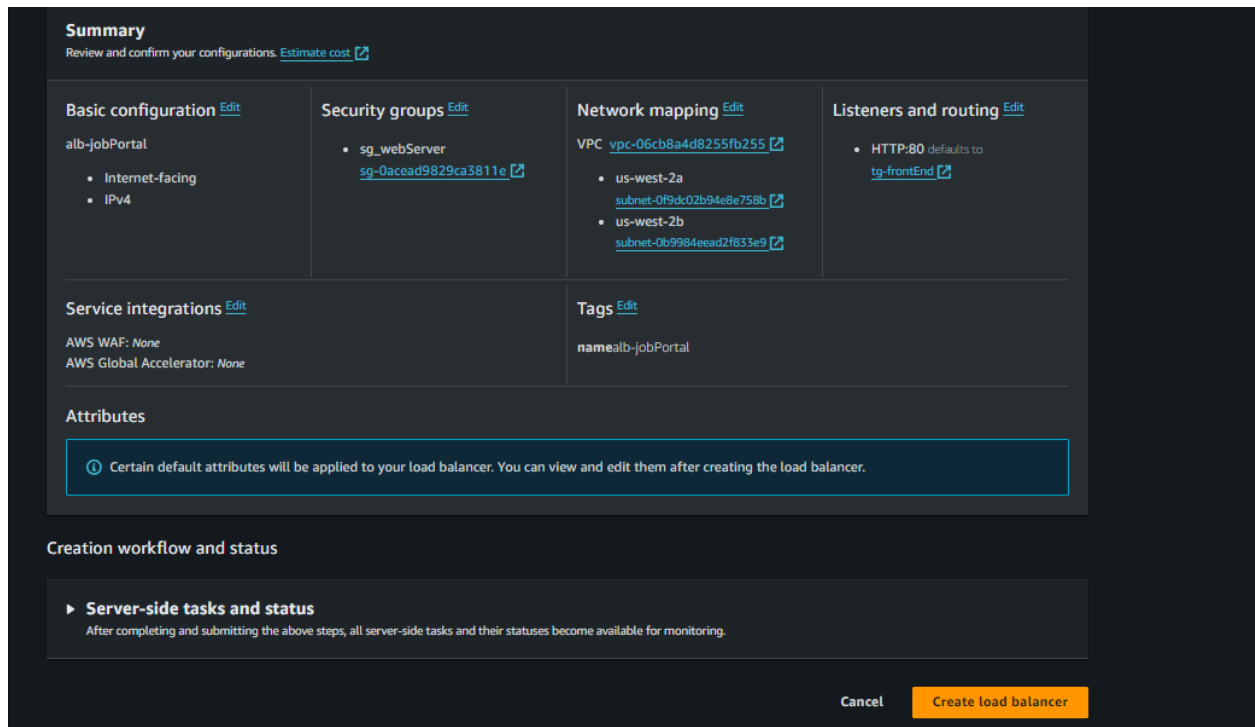 Summary
Review and confirm your configurations. Estimate cost
Basic configuration Edit
alb-jobPortal
Internet-facing
IPv4
Security groups Edit
sg_webServer
sg-0acead9829ca3811e
Network mapping Edit
VPC vpc-06cb8a4d8255fb255
us-west-2a
subnet-0f9dc02b94e8e758b
us-west-2b
subnet-0b9984eead2f833e9
Listeners and routing Edit
HTTP:80 defaults to
tg-frontEnd
Service integrations Edit
AWS WAF: None
AWS Global Accelerator: None
Tags Edit
namealb-jobPortal
Attributes
Certain default attributes will be applied to your load balancer. You can view and edit them after creating the load balancer.
Creation workflow and status
Server-side tasks and status
After completing and submitting the above steps, all server-side tasks and their statuses become available for monitoring.
Cancel
Create load balancer